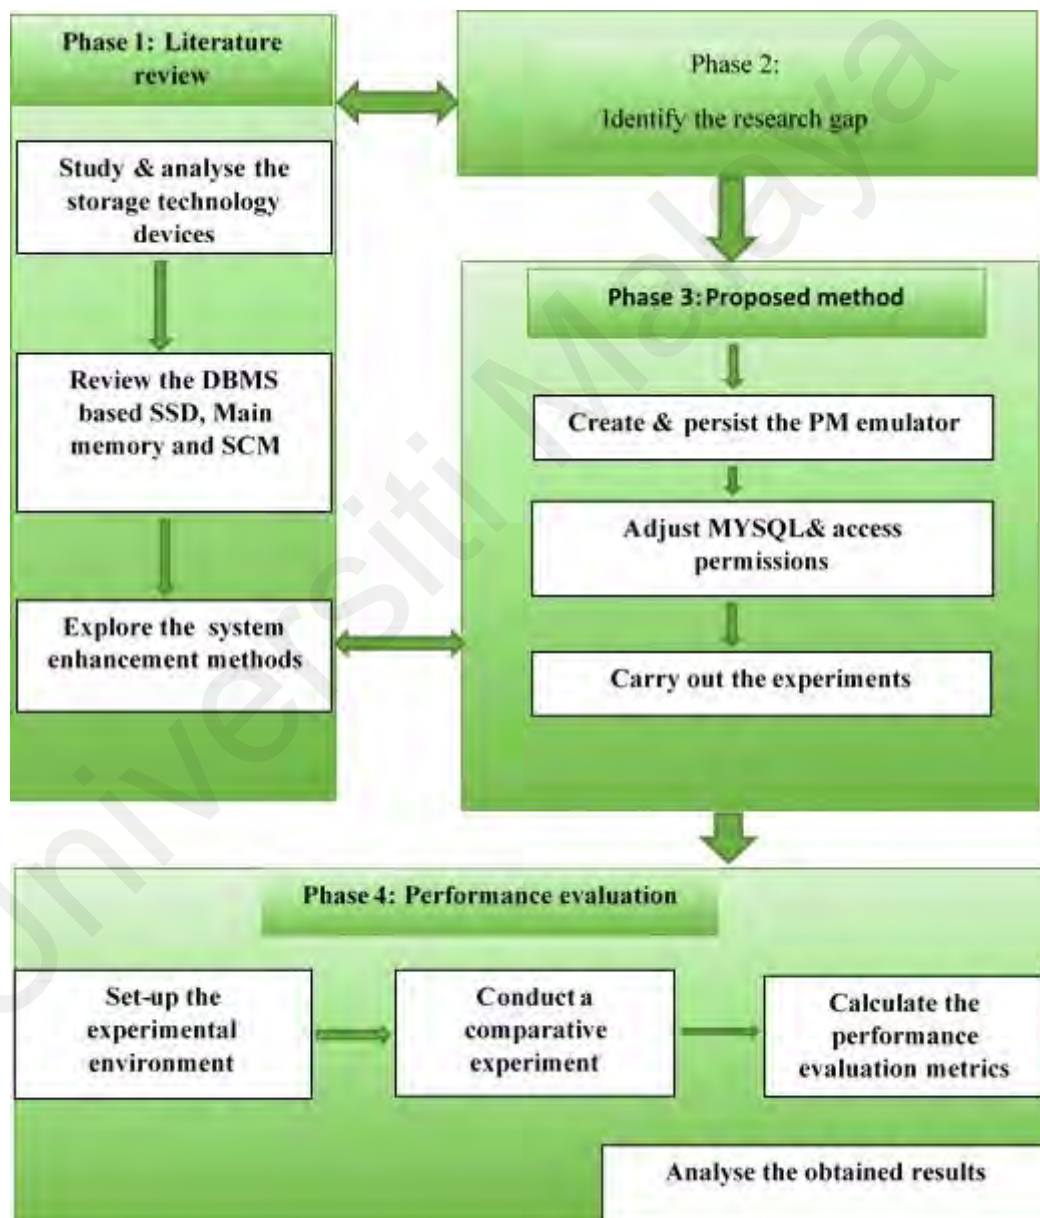 Phase 1: Literature
review
Study & analyse the
storage technology
devices
Review the DBMS
based SSD, Main
memory and SCM
Explore the system
enhancement methods
Phase 2:
Identify the research gap
Phase 3: Proposed method
Create & persist the PM emulator
Adjust MYSQL& access
permissions
Carry out the experiments
Phase 4: Performance evaluation
Set-up the
experimental
environment
Conduct a
comparative
experiment
Calculate the
performance
evaluation metrics
Analyse the obtained results
Universiti Malaya